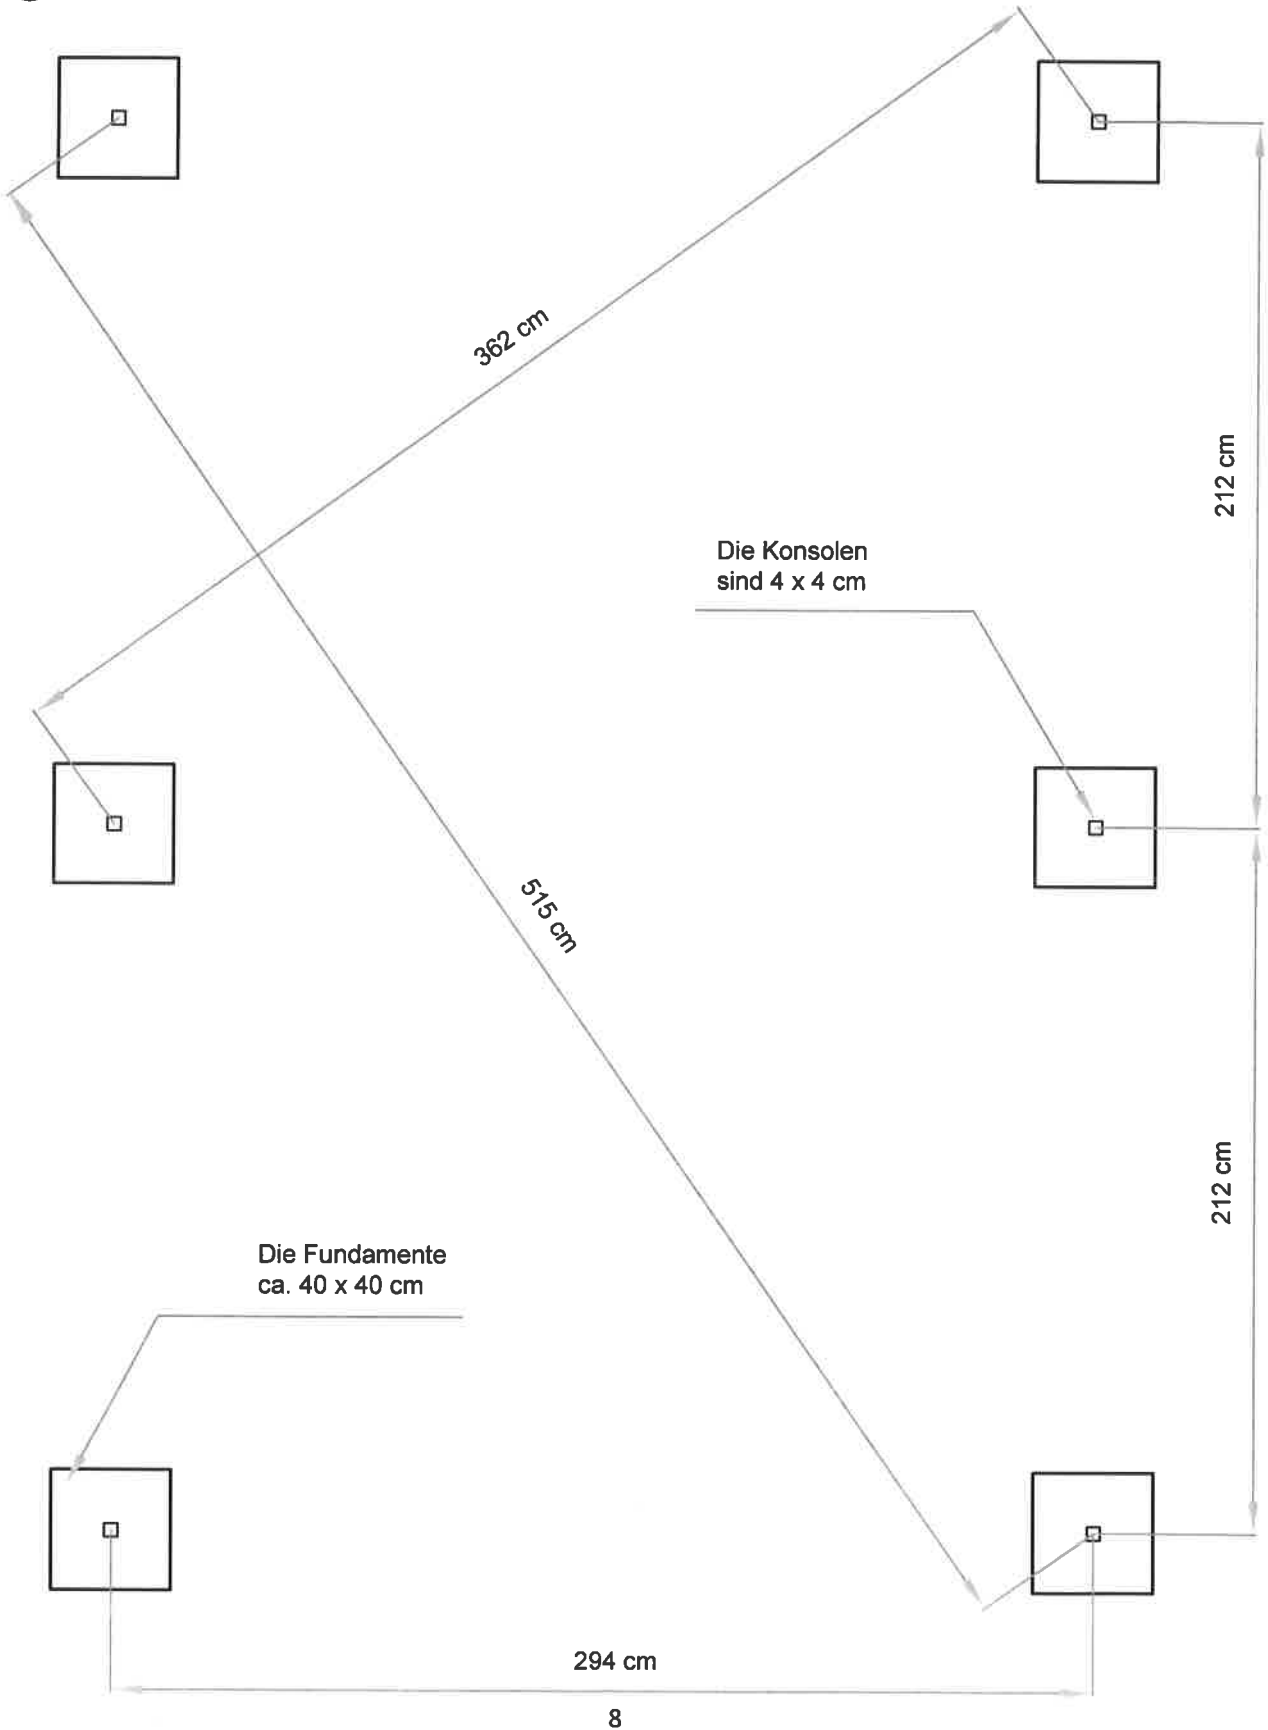 362 cm
212 cm
Die Konsolen
sind 4 x 4 cm
515 cm
212 cm
Die Fundamente
ca. 40 x 40 cm
294 cm
8